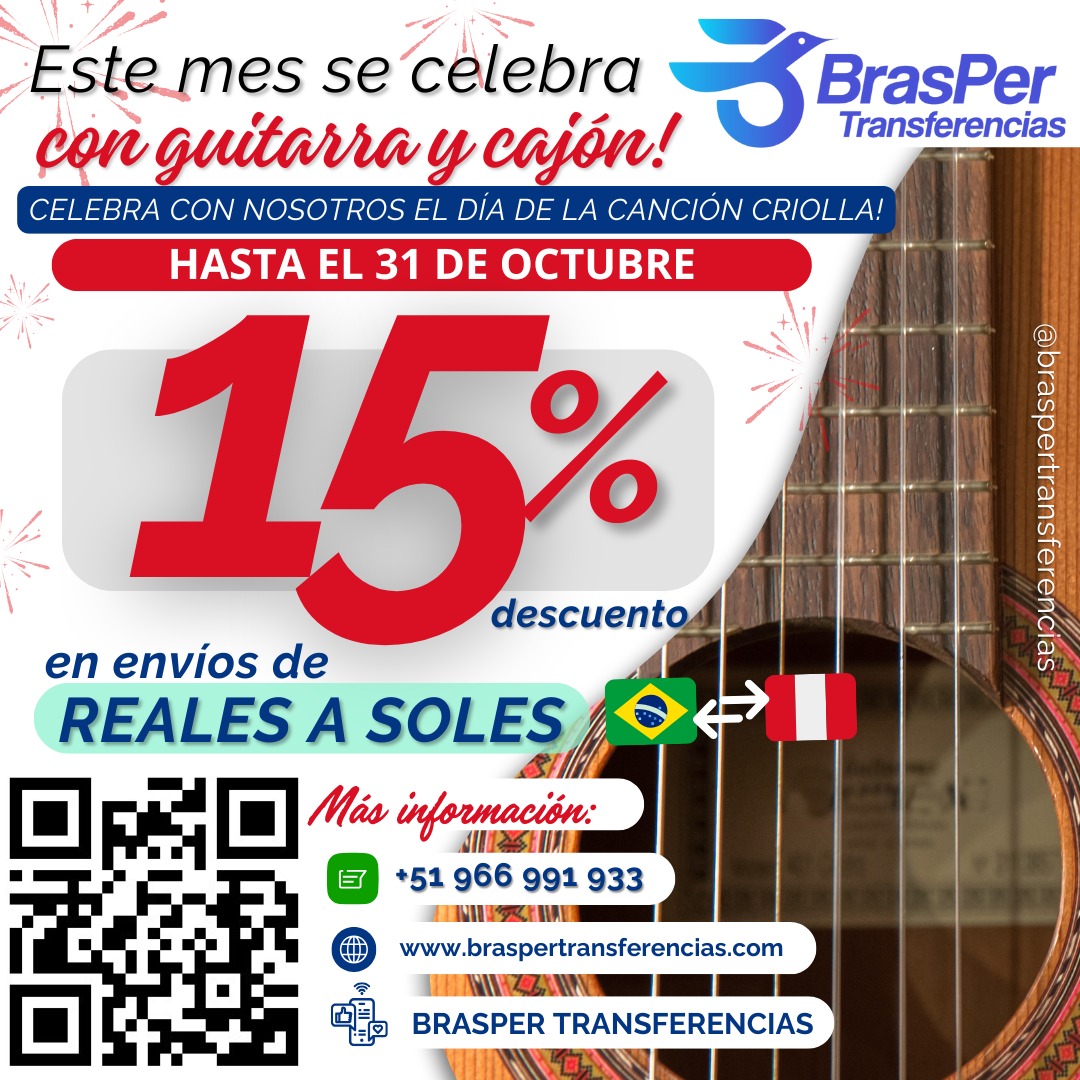 Este mes se celebra
con guitarra y cajón!
BrasPer
Transferencias
CELEBRA CON NOSOTROS EL DÍA DE LA CANCIÓN CRIOLLA!
HASTA EL 31 DE OCTUBRE
15%
descuento
en envíos de
REALES A SOLES
@braspertransferencias
Más información:
+51 966 991 933
www.braspertransferencias.com
BRASPER TRANSFERENCIAS